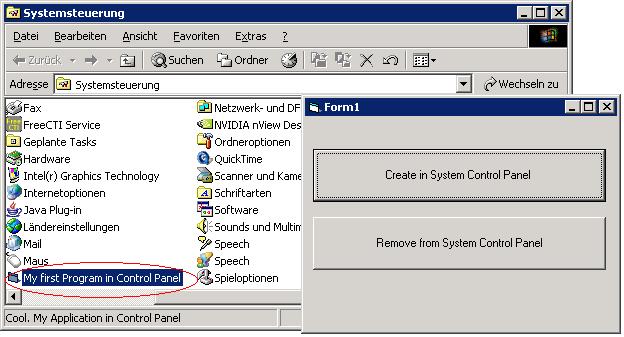 Systemsteuerung
Datei Bearbeiten Ansicht Favoriten Extras ?
Zurück Suchen Ordner
Adresse Systemsteuerung Wechseln zu
Fax
FreeCTI Service
Geplante Tasks
Hardware
Intel(r) Graphics Technology
Internetoptionen
Java Plug-in
Ländereinstellungen
Mail
Maus
My first Program in Control Panel
Netzwerk- und DF
NVIDIA nView Des
Ordneroptionen
QuickTime
Scanner und Kame
Schriftarten
Software
Sounds und Multim
Speech
Speech
Spieloptionen
Cool. My Application in Control Panel
Form1
Create in System Control Panel
Remove from System Control Panel